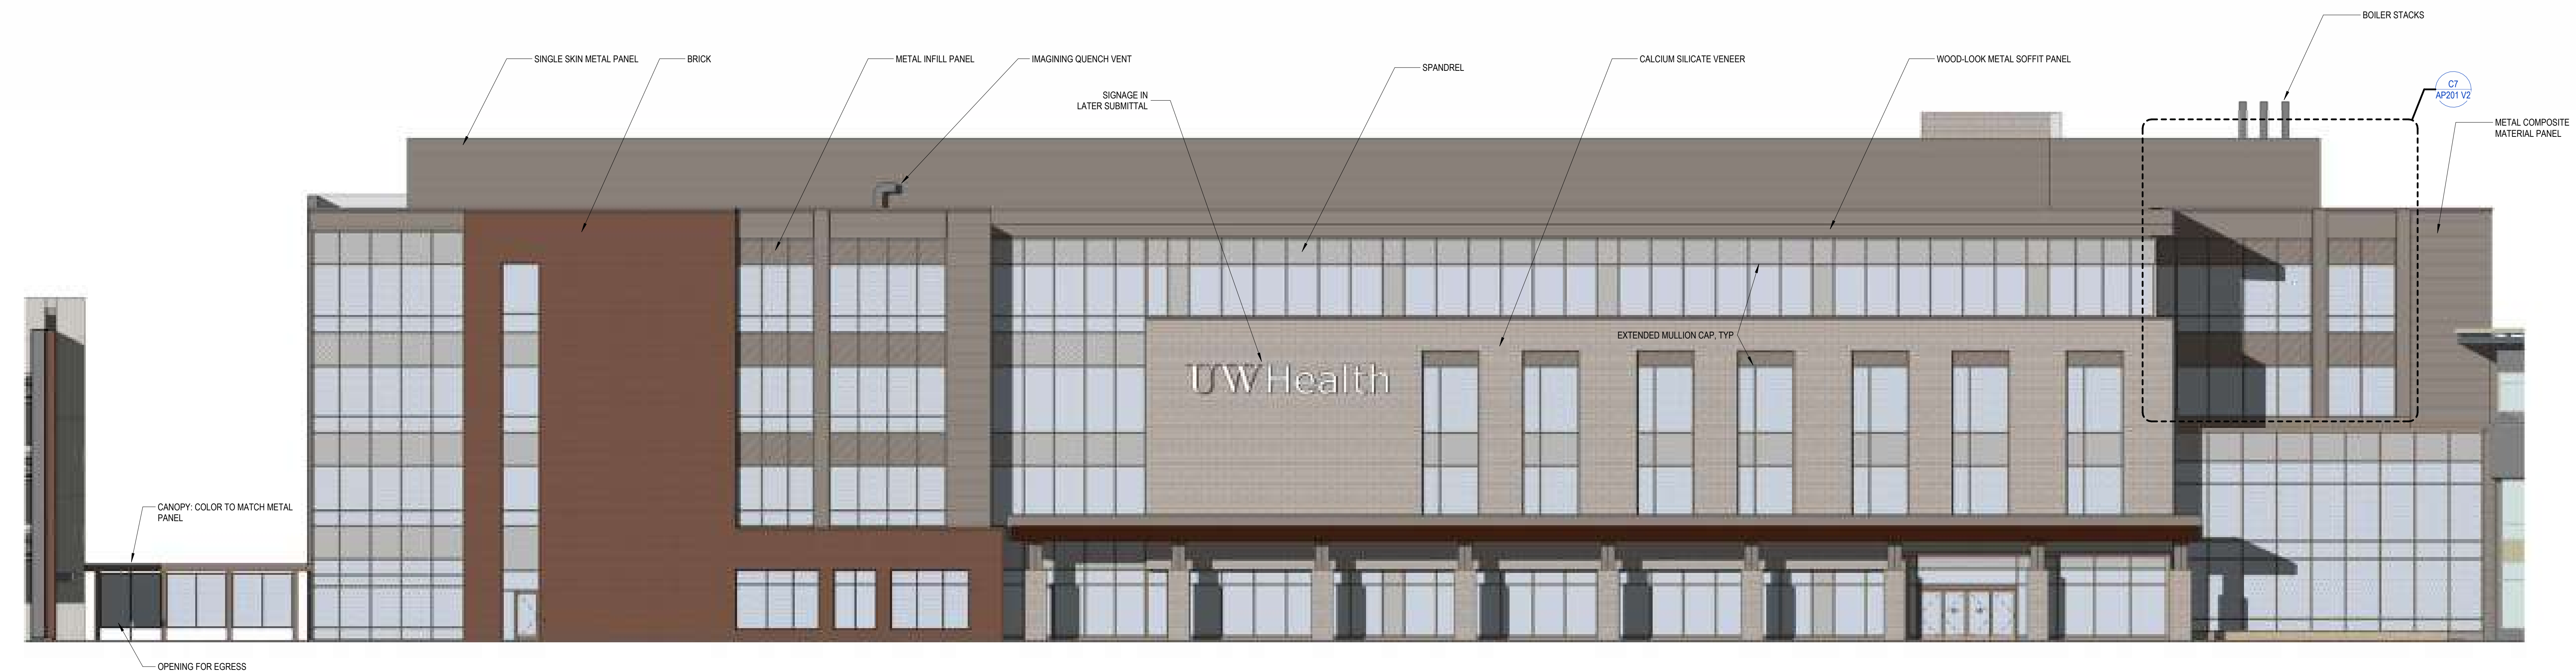 BOILER STACKS
SINGLE SKIN METAL PANEL
BRICK
METAL INFILL PANEL
IMAGINING QUENCH VENT
SPANDREL
CALCIUM SILICATE VENEER
WOOD-LOOK METAL SOFFIT PANEL
SIGNAGE IN
LATER SUBMITTAL
C7
AP201 V2
METAL COMPOSITE
MATERIAL PANEL
EXTENDED MULLION CAP, TYP
UWHealth
CANOPY: COLOR TO MATCH METAL
PANEL
OPENING FOR EGRESS